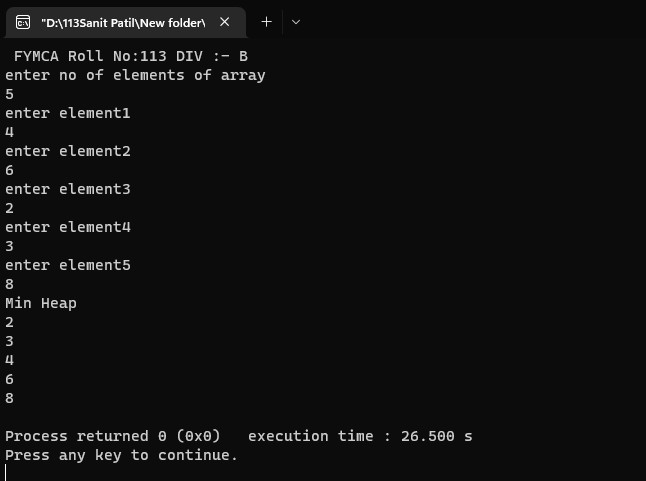 "D:\113Sanit Patil\New folder\
FYMCA Roll No:113 DIV :- B
enter no of elements of array
5
enter element1
4
enter element2
6
enter element3
2
enter element4
3
enter element5
8
Min Heap
2
3
4
6
8
Process returned 0 (0x0)   execution time : 26.500 s
Press any key to continue.